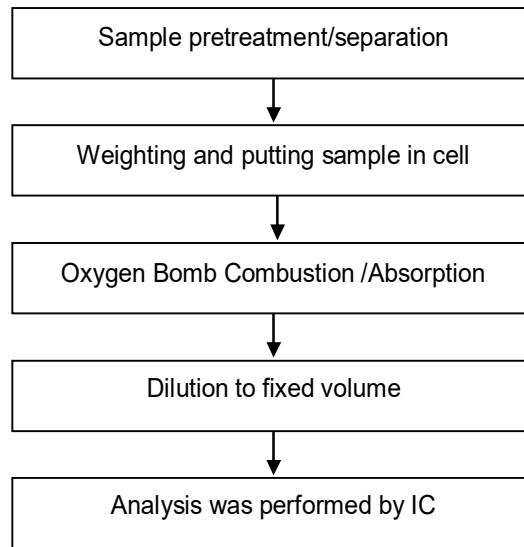 Sample pretreatment/separation
Weighting and putting sample in cell
Oxygen Bomb Combustion /Absorption
Dilution to fixed volume
Analysis was performed by IC